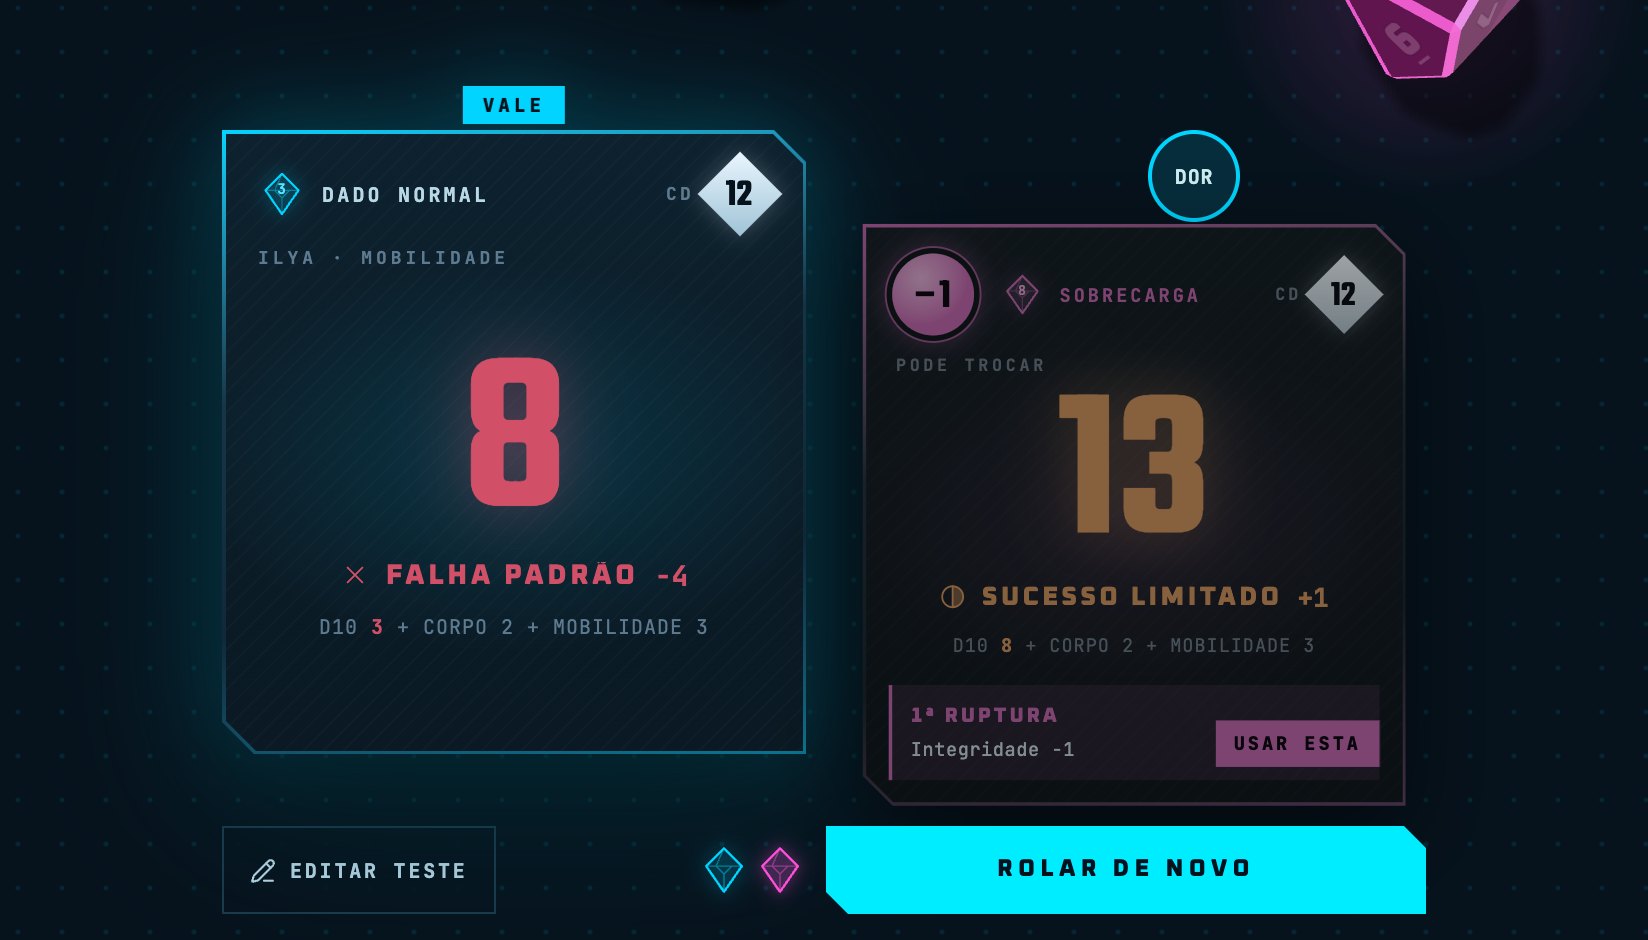 6
VALE
3 DADO NORMAL CD 12
ILYA · MOBILIDADE
8
× FALHA PADRÃO -4
D10 3 + CORPO 2 + MOBILIDADE 3
DOR
−1 8 SOBRECARGA CD 12
PODE TROCAR
13
SUCESSO LIMITADO +1
D10 8 + CORPO 2 + MOBILIDADE 3
1ª RUPTURA
Integridade -1
USAR ESTA
EDITAR TESTE
ROLAR DE NOVO